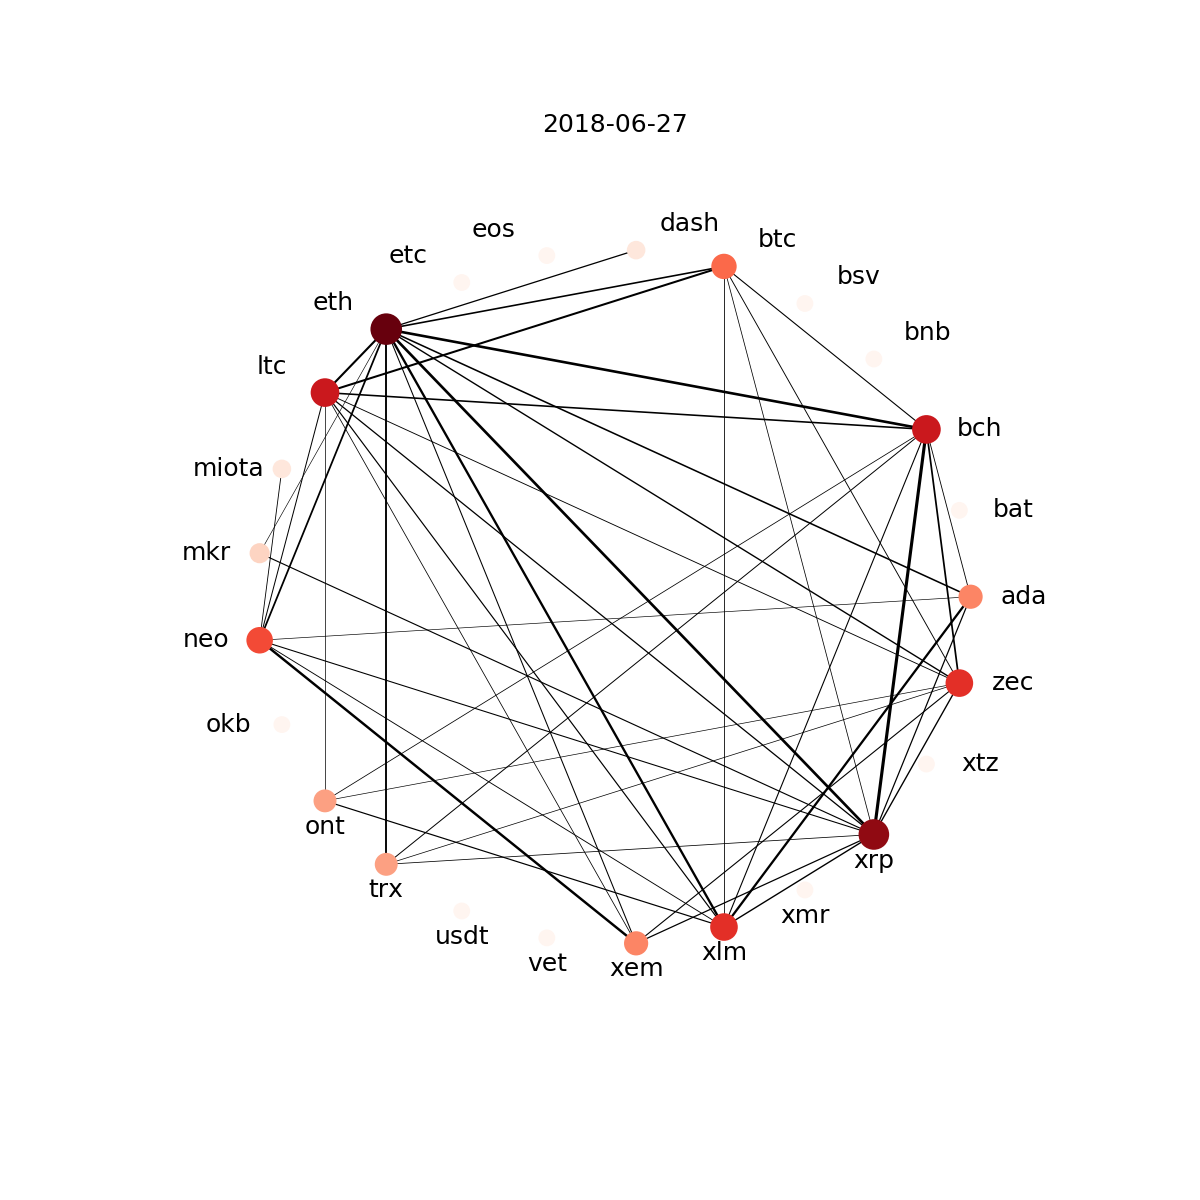 2018-06-27
dash
eos
btc
etc
bsv
eth
bnb
ltc
bch
miota
bat
mkr
ada
neo
zec
okb
xtz
ont
xrp
trx
xmr
usdt
xlm
vet
xem